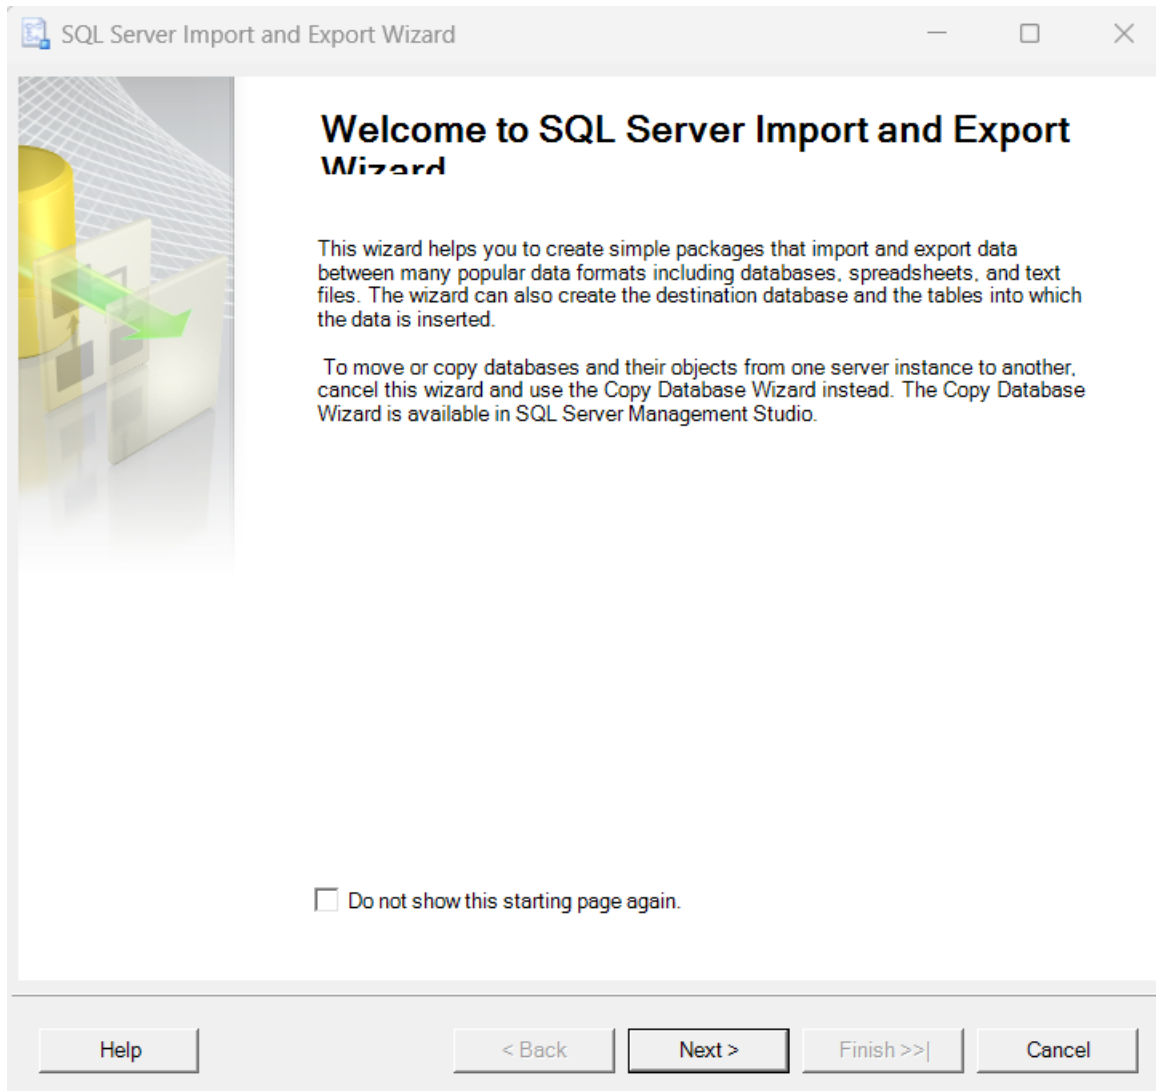 SQL Server Import and Export Wizard
Welcome to SQL Server Import and Export
Wizard
This wizard helps you to create simple packages that import and export data
between many popular data formats including databases, spreadsheets, and text
files. The wizard can also create the destination database and the tables into which
the data is inserted.
To move or copy databases and their objects from one server instance to another,
cancel this wizard and use the Copy Database Wizard instead. The Copy Database
Wizard is available in SQL Server Management Studio.
Do not show this starting page again.
Help
< Back
Next >
Finish >>|
Cancel